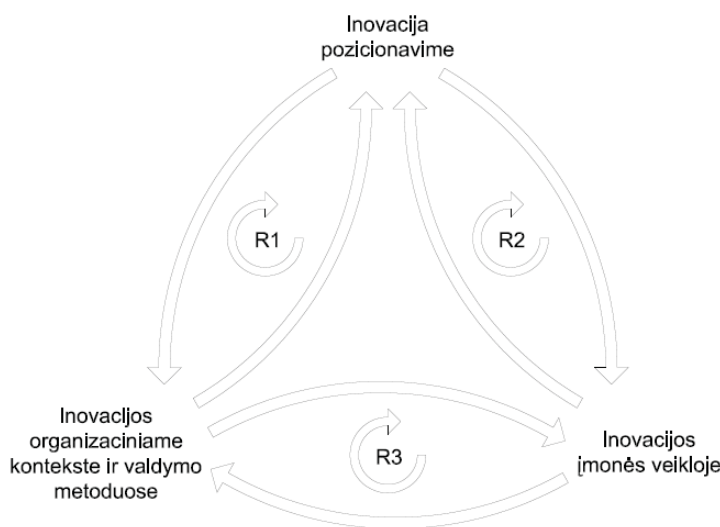 Inovacija
pozicionavime
R1
R2
Inovacijos
organizaciniame
kontekste ir valdymo
metoduose
R3
Inovacijos
įmonės veikloje